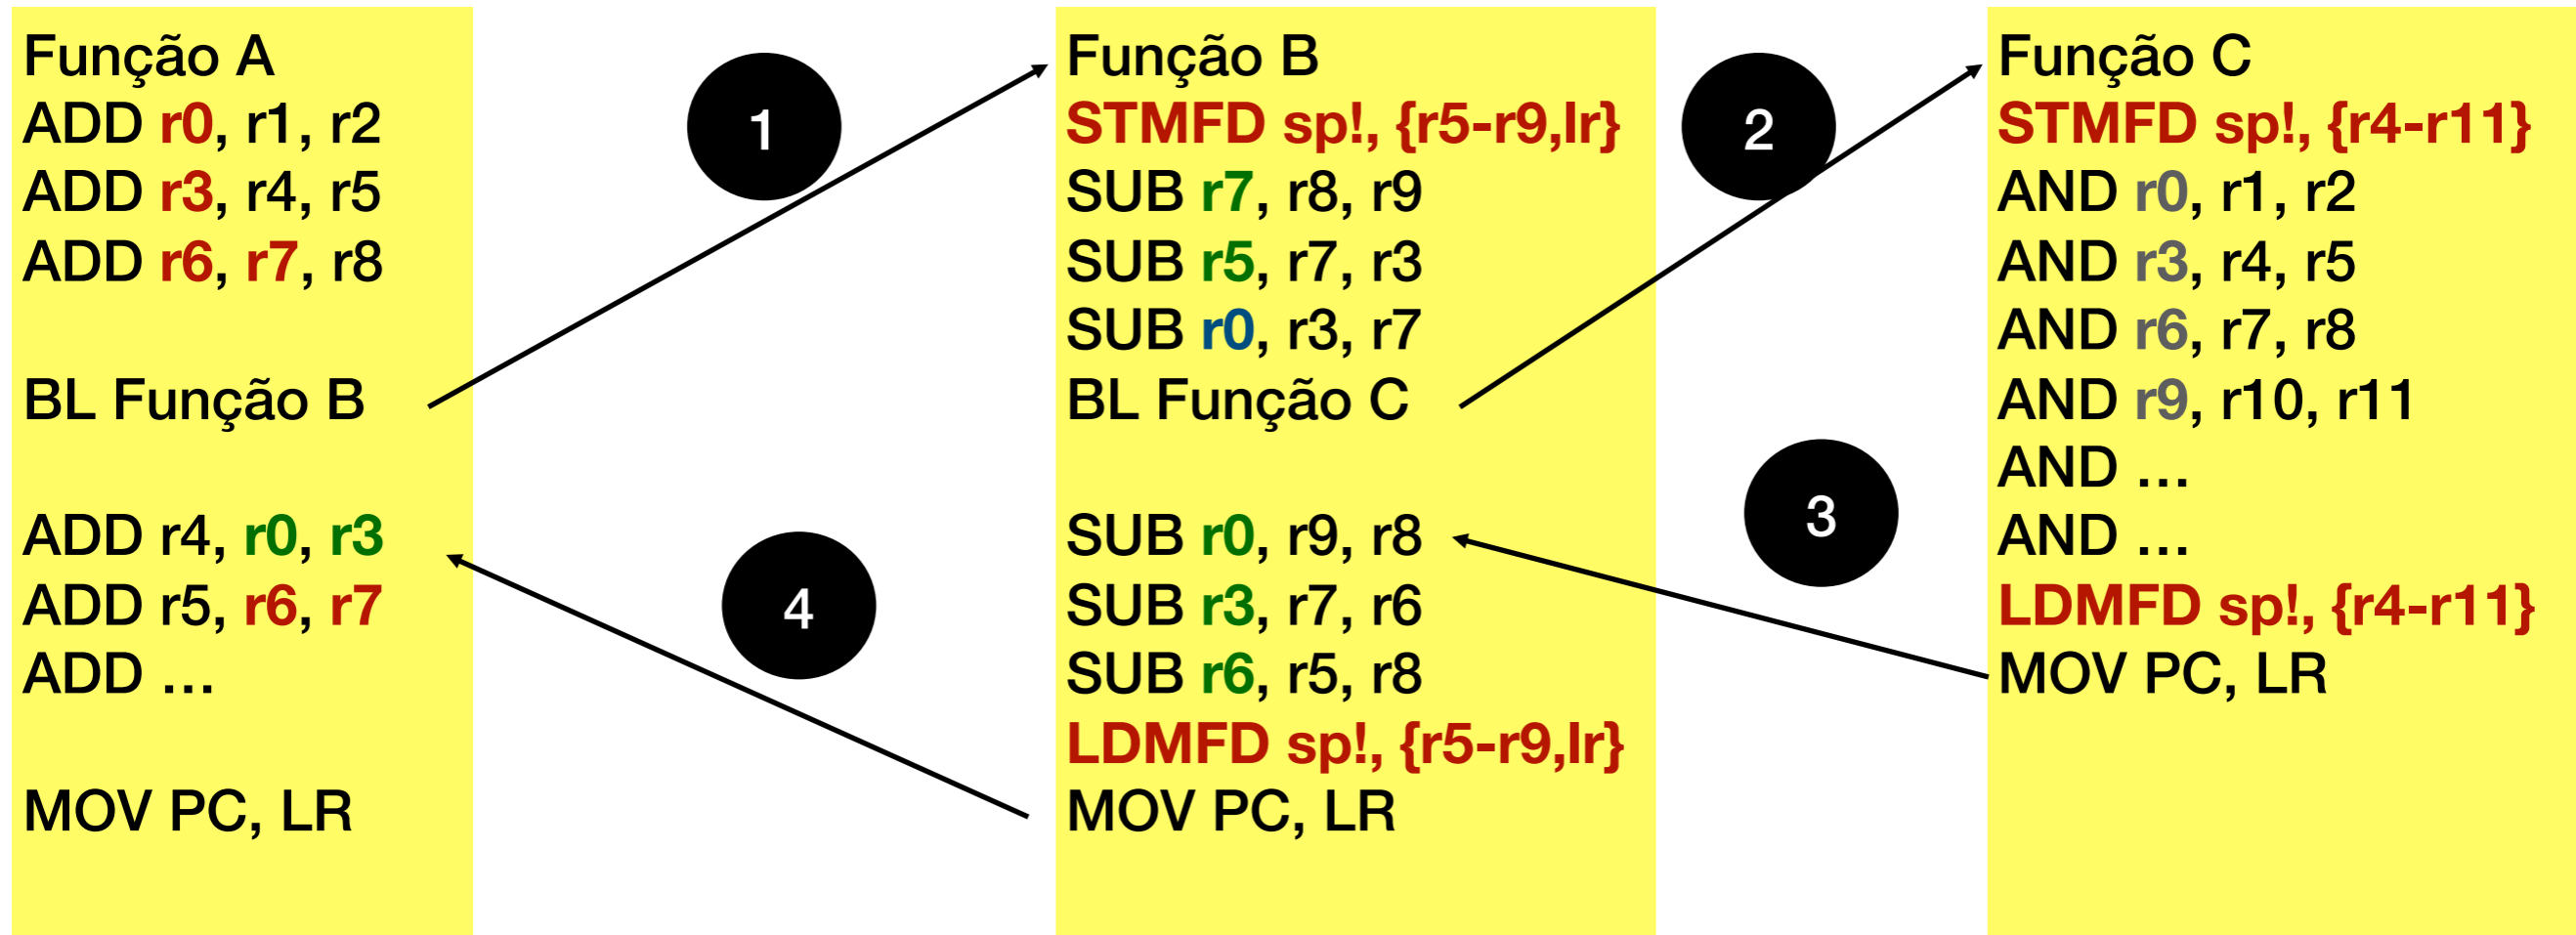 Função A
ADD r0, r1, r2
ADD r3, r4, r5
ADD r6, r7, r8
BL Função B
ADD r4, r0, r3
ADD r5, r6, r7
ADD …
MOV PC, LR
1
Função B
STMFD sp!, {r5-r9,lr}
SUB r7, r8, r9
SUB r5, r7, r3
SUB r0, r3, r7
BL Função C
SUB r0, r9, r8
SUB r3, r7, r6
SUB r6, r5, r8
LDMFD sp!, {r5-r9,lr}
MOV PC, LR
2
Função C
STMFD sp!, {r4-r11}
AND r0, r1, r2
AND r3, r4, r5
AND r6, r7, r8
AND r9, r10, r11
AND …
AND …
LDMFD sp!, {r4-r11}
MOV PC, LR
3
4